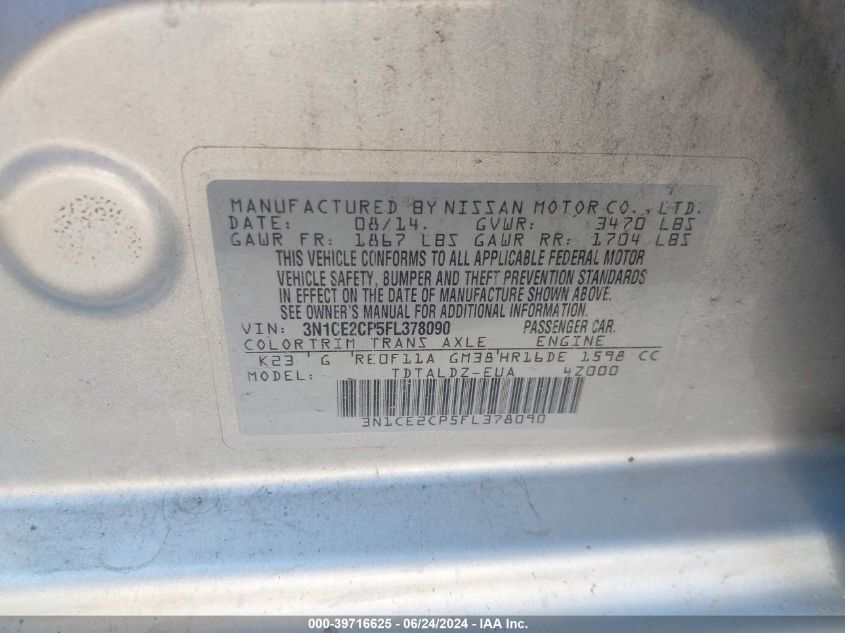 MANUFACTURED BY NISSAN MOTOR CO., LTD.
DATE: 08/14. GVWR: 3470 LBS
GAWR FR: 1867 LBS GAWR RR: 1704 LBS
THIS VEHICLE CONFORMS TO ALL APPLICABLE FEDERAL MOTOR
VEHICLE SAFETY, BUMPER AND THEFT PREVENTION STANDARDS
IN EFFECT ON THE DATE OF MANUFACTURE SHOWN ABOVE.
SEE OWNER'S MANUAL FOR ADDITIONAL INFORMATION.
VIN: 3N1CE2CP5FL378090 PASSENGER CAR.
COLOR TRIM TRANS AXLE ENGINE
K23 G RE0F11A GM38 HR16DE 1598 CC
MODEL: TDTALDZ-EUA 4Z000
3N1CE2CP5FL378090
000-39716625 / 06/24/2024 - IAA Inc.